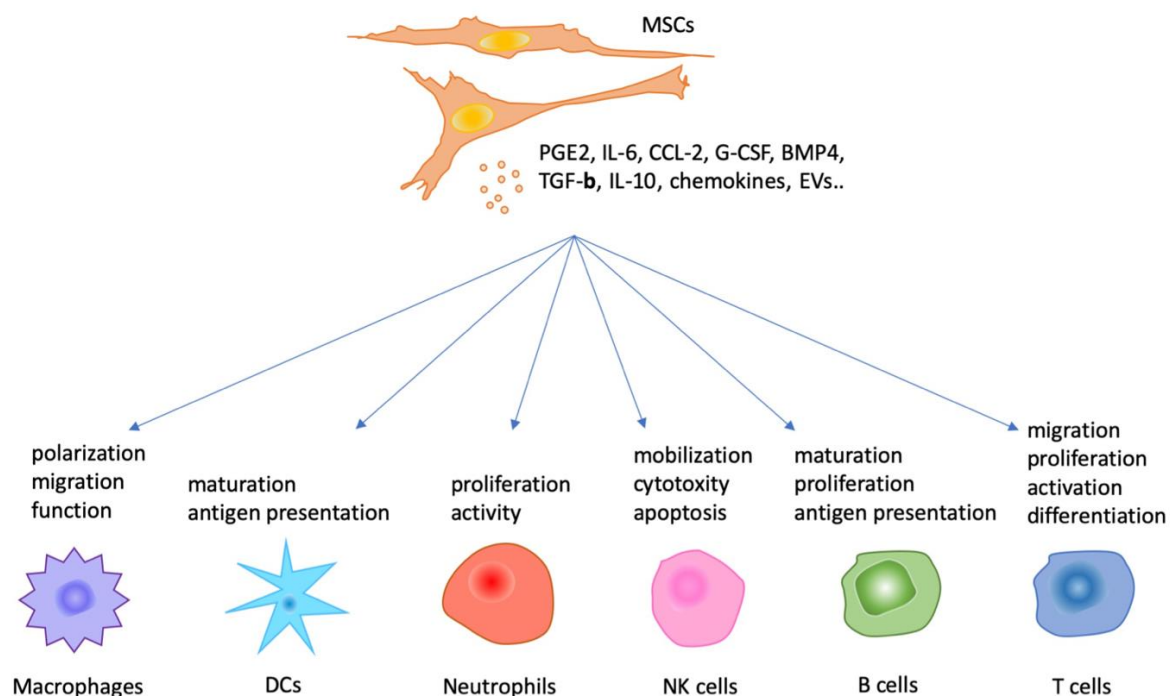 MSCs
PGE2, IL-6, CCL-2, G-CSF, BMP4,
TGF-b, IL-10, chemokines, EVs..
polarization
migration
function
maturation
antigen presentation
proliferation
activity
mobilization
cytotoxity
apoptosis
maturation
proliferation
antigen presentation
migration
proliferation
activation
differentiation
Macrophages
DCs
Neutrophils
NK cells
B cells
T cells